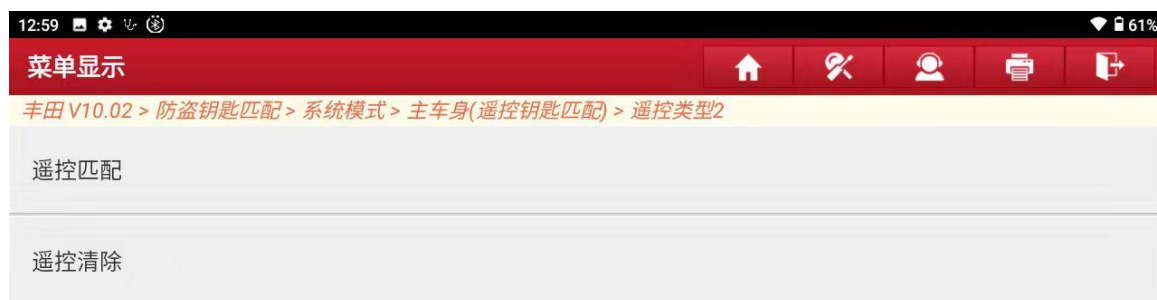 12:59 61%
菜单显示
丰田 V10.02 > 防盗钥匙匹配 > 系统模式 > 主车身(遥控钥匙匹配) > 遥控类型2
遥控匹配
遥控清除